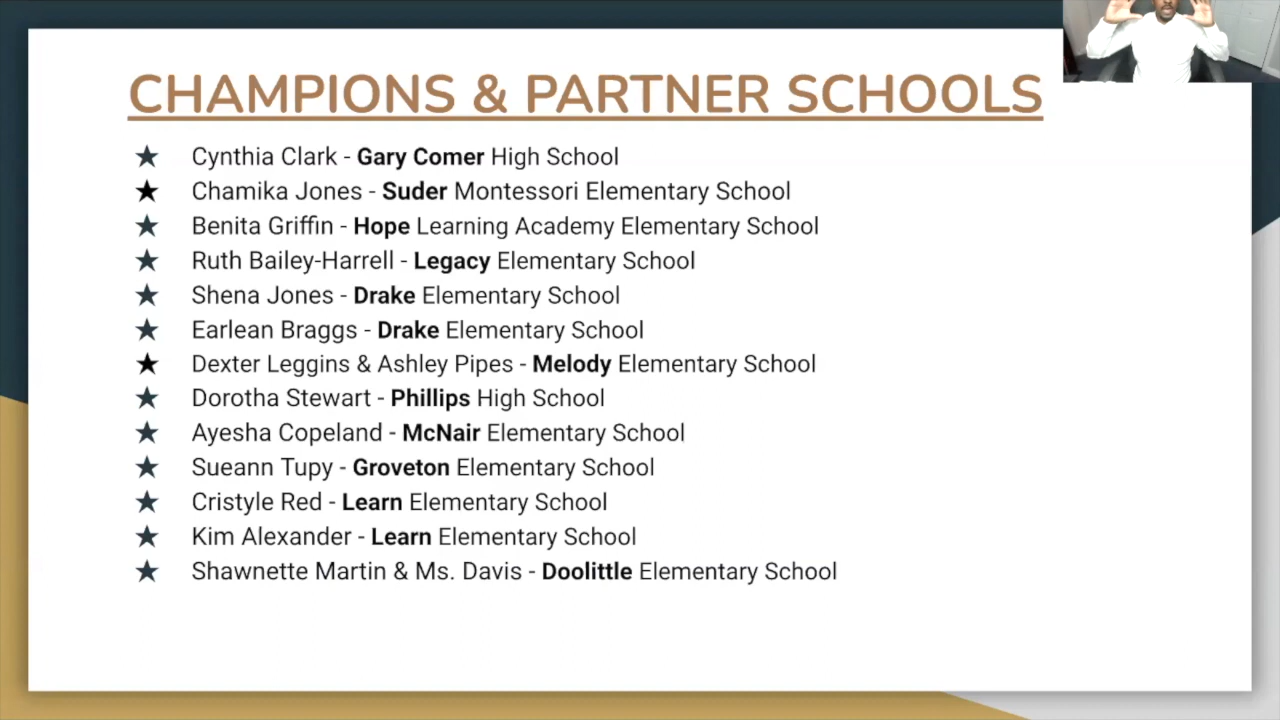 CHAMPIONS & PARTNER SCHOOLS
★ Cynthia Clark - Gary Comer High School
★ Chamika Jones - Suder Montessori Elementary School
★ Benita Griffin - Hope Learning Academy Elementary School
★ Ruth Bailey-Harrell - Legacy Elementary School
★ Shena Jones - Drake Elementary School
★ Earlean Braggs - Drake Elementary School
★ Dexter Leggins & Ashley Pipes - Melody Elementary School
★ Dorotha Stewart - Phillips High School
★ Ayesha Copeland - McNair Elementary School
★ Sueann Tupy - Groveton Elementary School
★ Cristyle Red - Learn Elementary School
★ Kim Alexander - Learn Elementary School
★ Shawnette Martin & Ms. Davis - Doolittle Elementary School